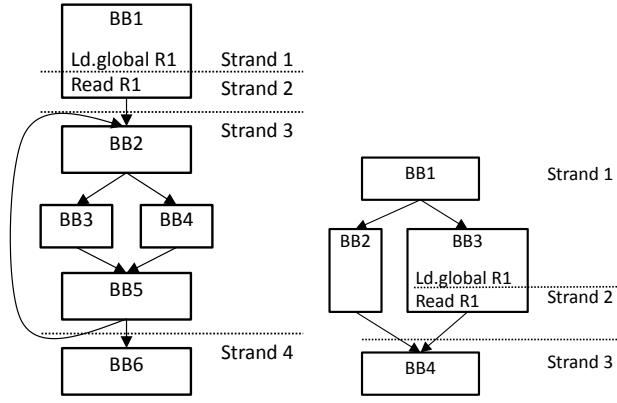 BB1
Ld.global R1
Strand 1
Read R1
Strand 2
Strand 3
BB2
BB3
BB4
BB5
Strand 4
BB6
BB1
Strand 1
BB2
BB3
Ld.global R1
Strand 2
Read R1
Strand 3
BB4